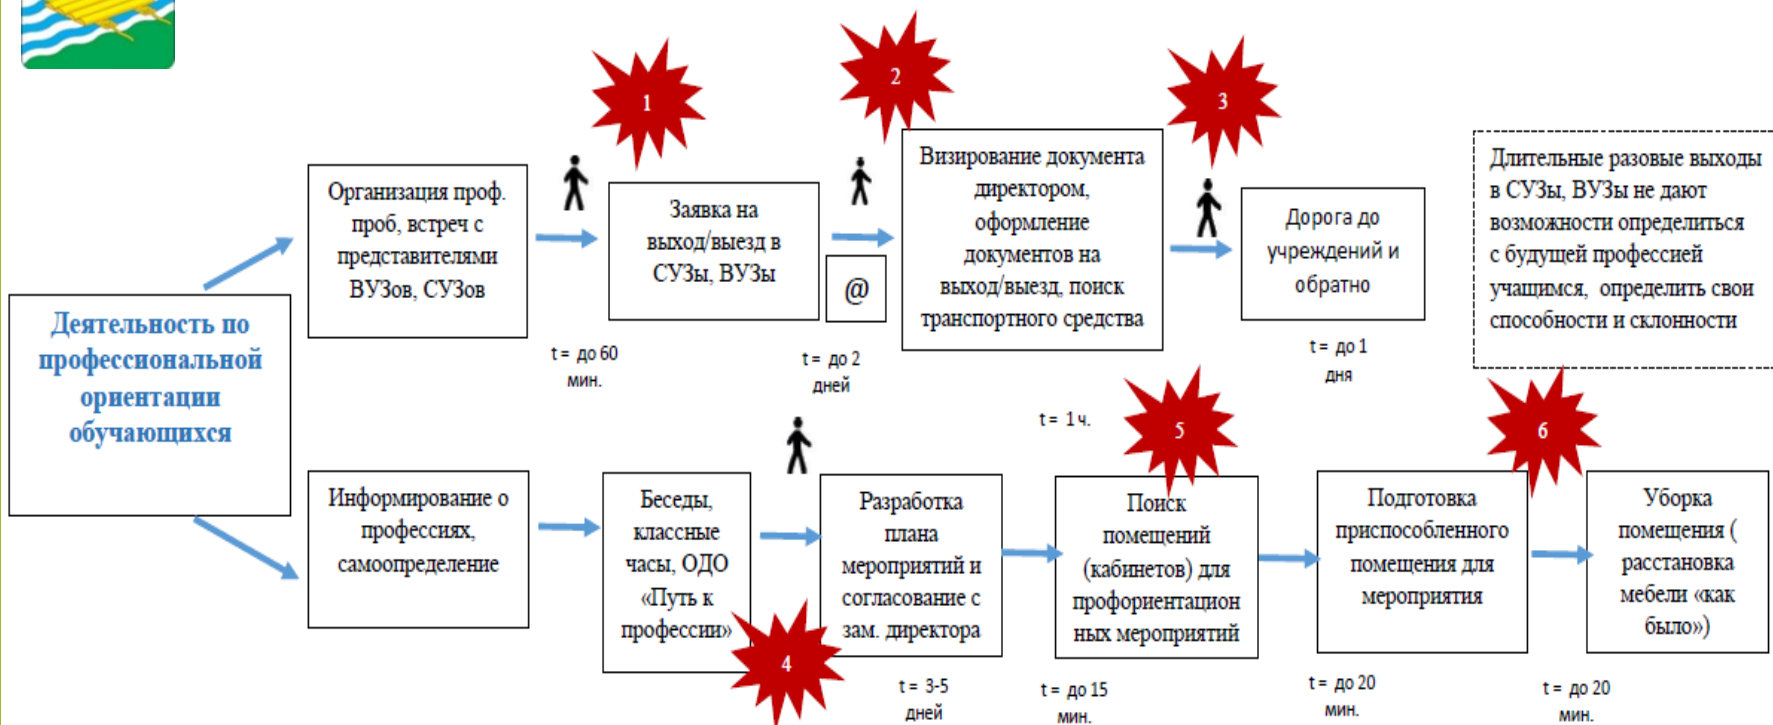 Деятельность по
профессиональной
ориентации
обучающихся
Организация проф.
проб, встреч с
представителями
ВУЗов, СУЗов
t = до 60
мин.
1
Заявка на
выход/выезд в
СУЗы, ВУЗы
@
t = до 2
дней
2
Визирование документа
директором,
оформление
документов на
выход/выезд, поиск
транспортного средства
3
Дорога до
учреждений и
обратно
t = до 1
дня
Длительные разовые выходы
в СУЗы, ВУЗы не дают
возможности определиться
с будущей профессией
учащимся, определить свои
способности и склонности
Информирование о
профессиях,
самоопределение
Беседы,
классные
часы, ОДО
«Путь к
профессии»
4
Разработка
плана
мероприятий и
согласование с
зам. директора
t = 3-5
дней
t = 1 ч.
5
Поиск
помещений
(кабинетов) для
профориентацион
ных мероприятий
t = до 15
мин.
Подготовка
приспособленного
помещения для
мероприятия
t = до 20
мин.
6
Уборка
помещения (
расстановка
мебели «как
было»)
t = до 20
мин.